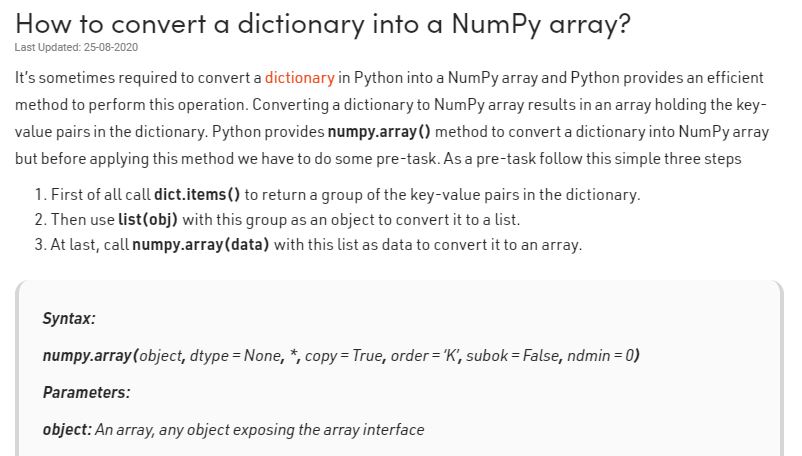 How to convert a dictionary into a NumPy array?
Last Updated: 25-08-2020
It's sometimes required to convert a dictionary in Python into a NumPy array and Python provides an efficient
method to perform this operation. Converting a dictionary to NumPy array results in an array holding the key-
value pairs in the dictionary. Python provides numpy.array() method to convert a dictionary into NumPy array
but before applying this method we have to do some pre-task. As a pre-task follow this simple three steps
1. First of all call dict.items() to return a group of the key-value pairs in the dictionary.
2. Then use list(obj) with this group as an object to convert it to a list.
3. At last, call numpy.array(data) with this list as data to convert it to an array.
Syntax:
numpy.array(object, dtype = None, *, copy = True, order = 'K', subok = False, ndmin = 0)
Parameters:
object: An array, any object exposing the array interface